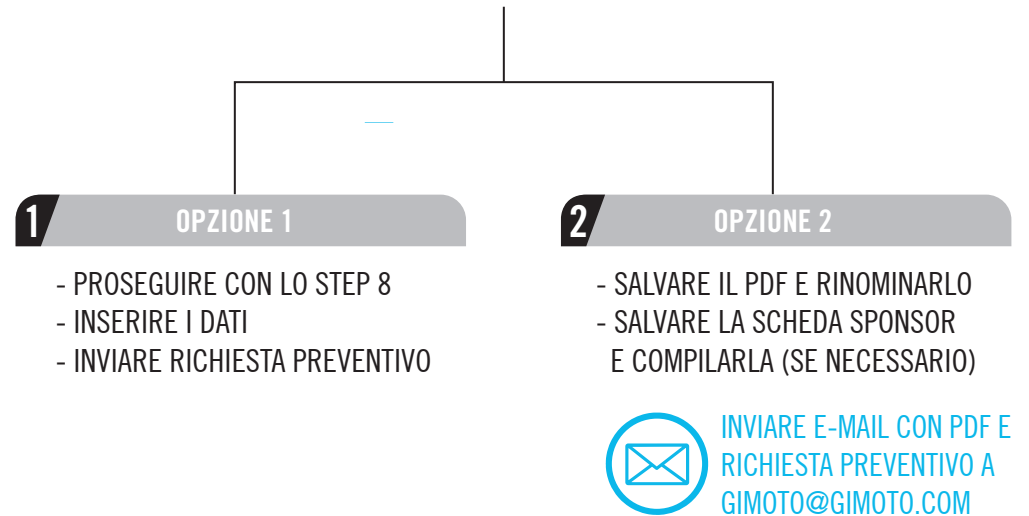 1 OPZIONE 1
- PROSEGUIRE CON LO STEP 8
- INSERIRE I DATI
- INVIARE RICHIESTA PREVENTIVO
2 OPZIONE 2
- SALVARE IL PDF E RINOMINARLO
- SALVARE LA SCHEDA SPONSOR
E COMPILARLA (SE NECESSARIO)
INVIARE E-MAIL CON PDF E
RICHIESTA PREVENTIVO A
GIMOTO@GIMOTO.COM